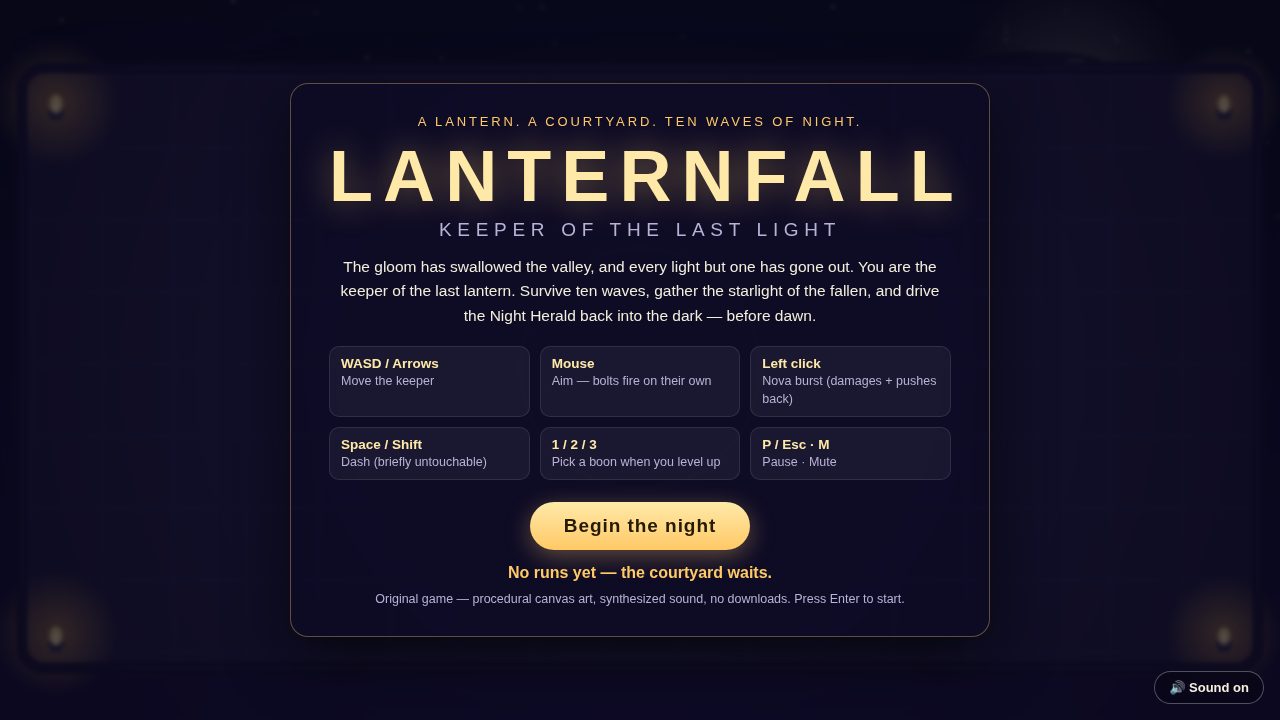 A LANTERN. A COURTYARD. TEN WAVES OF NIGHT.
LANTERNFALL
KEEPER OF THE LAST LIGHT
The gloom has swallowed the valley, and every light but one has gone out. You are the
keeper of the last lantern. Survive ten waves, gather the starlight of the fallen, and drive
the Night Herald back into the dark — before dawn.
WASD / Arrows
Move the keeper
Mouse
Aim — bolts fire on their own
Left click
Nova burst (damages + pushes
back)
Space / Shift
Dash (briefly untouchable)
1 / 2 / 3
Pick a boon when you level up
P / Esc · M
Pause · Mute
Begin the night
No runs yet — the courtyard waits.
Original game — procedural canvas art, synthesized sound, no downloads. Press Enter to start.
🔊 Sound on